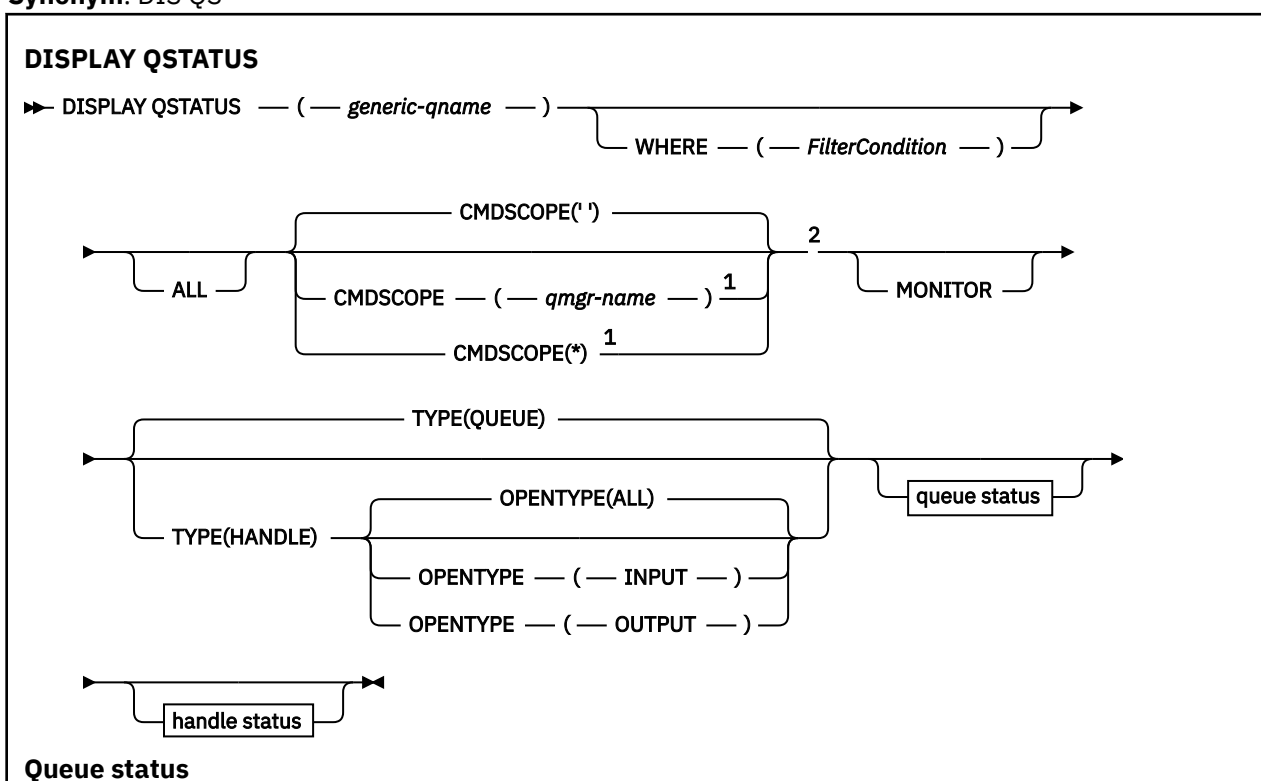 Synonym: DIS QS
DISPLAY QSTATUS
DISPLAY QSTATUS ( generic-qname )
WHERE ( FilterCondition )
CMDSCOPE(' ')
2
ALL
CMDSCOPE ( qmgr-name ) 1
MONITOR
CMDSCOPE(*) 1
TYPE(QUEUE)
queue status
OPENTYPE(ALL)
TYPE(HANDLE)
OPENTYPE ( INPUT )
OPENTYPE ( OUTPUT )
handle status
Queue status